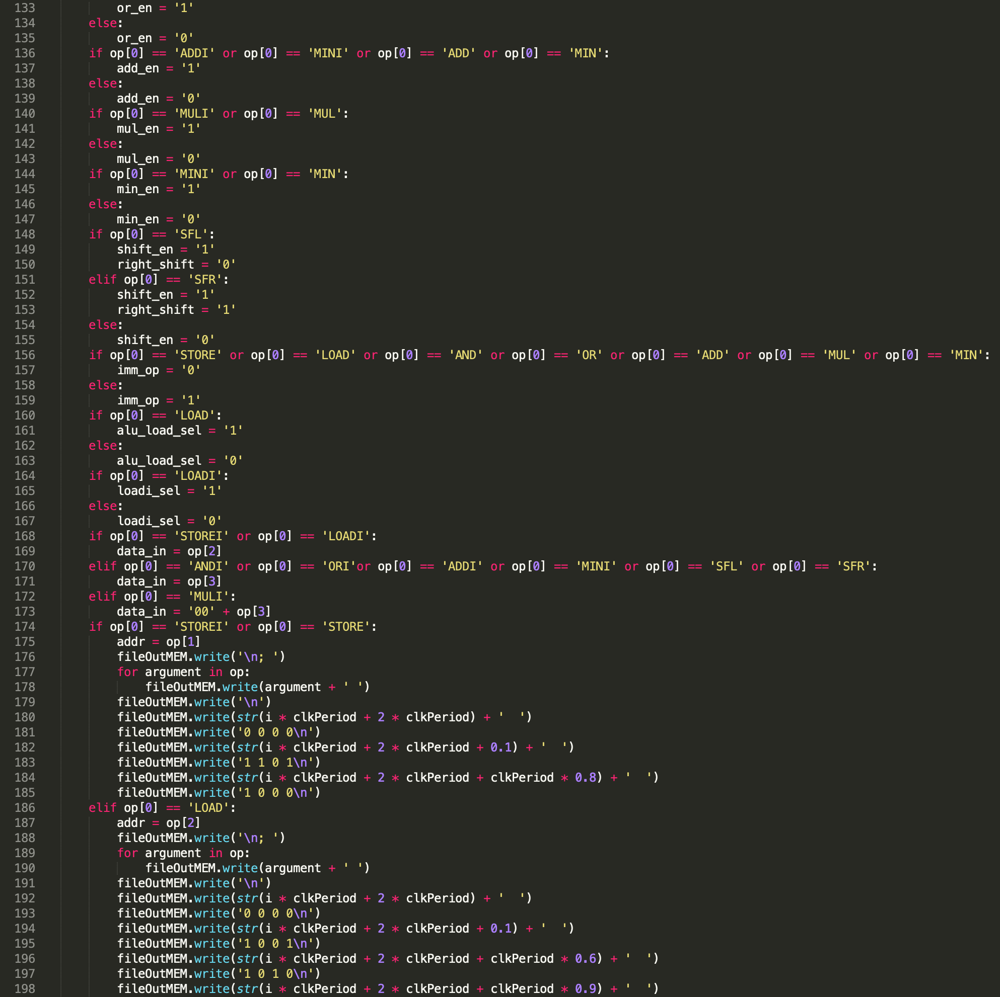 133 or_en = '1'
134 else:
135 or_en = '0'
136 if op[0] == 'ADDI' or op[0] == 'MINI' or op[0] == 'ADD' or op[0] == 'MIN':
137 add_en = '1'
138 else:
139 add_en = '0'
140 if op[0] == 'MULI' or op[0] == 'MUL':
141 mul_en = '1'
142 else:
143 mul_en = '0'
144 if op[0] == 'MINI' or op[0] == 'MIN':
145 min_en = '1'
146 else:
147 min_en = '0'
148 if op[0] == 'SFL':
149 shift_en = '1'
150 right_shift = '0'
151 elif op[0] == 'SFR':
152 shift_en = '1'
153 right_shift = '1'
154 else:
155 shift_en = '0'
156 if op[0] == 'STORE' or op[0] == 'LOAD' or op[0] == 'AND' or op[0] == 'OR' or op[0] == 'ADD' or op[0] == 'MUL' or op[0] == 'MIN':
157 imm_op = '0'
158 else:
159 imm_op = '1'
160 if op[0] == 'LOAD':
161 alu_load_sel = '1'
162 else:
163 alu_load_sel = '0'
164 if op[0] == 'LOADI':
165 loadi_sel = '1'
166 else:
167 loadi_sel = '0'
168 if op[0] == 'STOREI' or op[0] == 'LOADI':
169 data_in = op[2]
170 elif op[0] == 'ANDI' or op[0] == 'ORI'or op[0] == 'ADDI' or op[0] == 'MINI' or op[0] == 'SFL' or op[0] == 'SFR':
171 data_in = op[3]
172 elif op[0] == 'MULI':
173 data_in = '00' + op[3]
174 if op[0] == 'STOREI' or op[0] == 'STORE':
175 addr = op[1]
176 fileOutMEM.write('\n; ')
177 for argument in op:
178 fileOutMEM.write(argument + ' ')
179 fileOutMEM.write('\n')
180 fileOutMEM.write(str(i * clkPeriod + 2 * clkPeriod) + '  ')
181 fileOutMEM.write('0 0 0 0\n')
182 fileOutMEM.write(str(i * clkPeriod + 2 * clkPeriod + 0.1) + '  ')
183 fileOutMEM.write('1 1 0 1\n')
184 fileOutMEM.write(str(i * clkPeriod + 2 * clkPeriod + clkPeriod * 0.8) + '  ')
185 fileOutMEM.write('1 0 0 0\n')
186 elif op[0] == 'LOAD':
187 addr = op[2]
188 fileOutMEM.write('\n; ')
189 for argument in op:
190 fileOutMEM.write(argument + ' ')
191 fileOutMEM.write('\n')
192 fileOutMEM.write(str(i * clkPeriod + 2 * clkPeriod) + '  ')
193 fileOutMEM.write('0 0 0 0\n')
194 fileOutMEM.write(str(i * clkPeriod + 2 * clkPeriod + 0.1) + '  ')
195 fileOutMEM.write('1 0 0 1\n')
196 fileOutMEM.write(str(i * clkPeriod + 2 * clkPeriod + clkPeriod * 0.6) + '  ')
197 fileOutMEM.write('1 0 1 0\n')
198 fileOutMEM.write(str(i * clkPeriod + 2 * clkPeriod + clkPeriod * 0.9) + '  ')